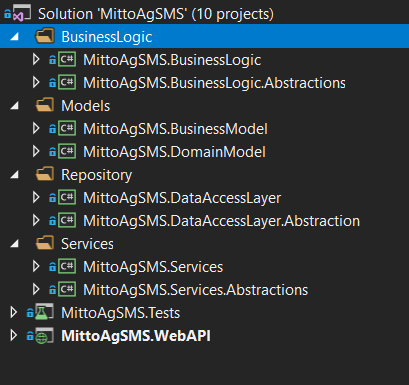 Solution 'MittoAgSMS' (10 projects)
BusinessLogic
C# MittoAgSMS.BusinessLogic
C# MittoAgSMS.BusinessLogic.Abstractions
Models
C# MittoAgSMS.BusinessModel
C# MittoAgSMS.DomainModel
Repository
C# MittoAgSMS.DataAccessLayer
C# MittoAgSMS.DataAccessLayer.Abstraction
Services
C# MittoAgSMS.Services
C# MittoAgSMS.Services.Abstractions
MittoAgSMS.Tests
MittoAgSMS.WebAPI